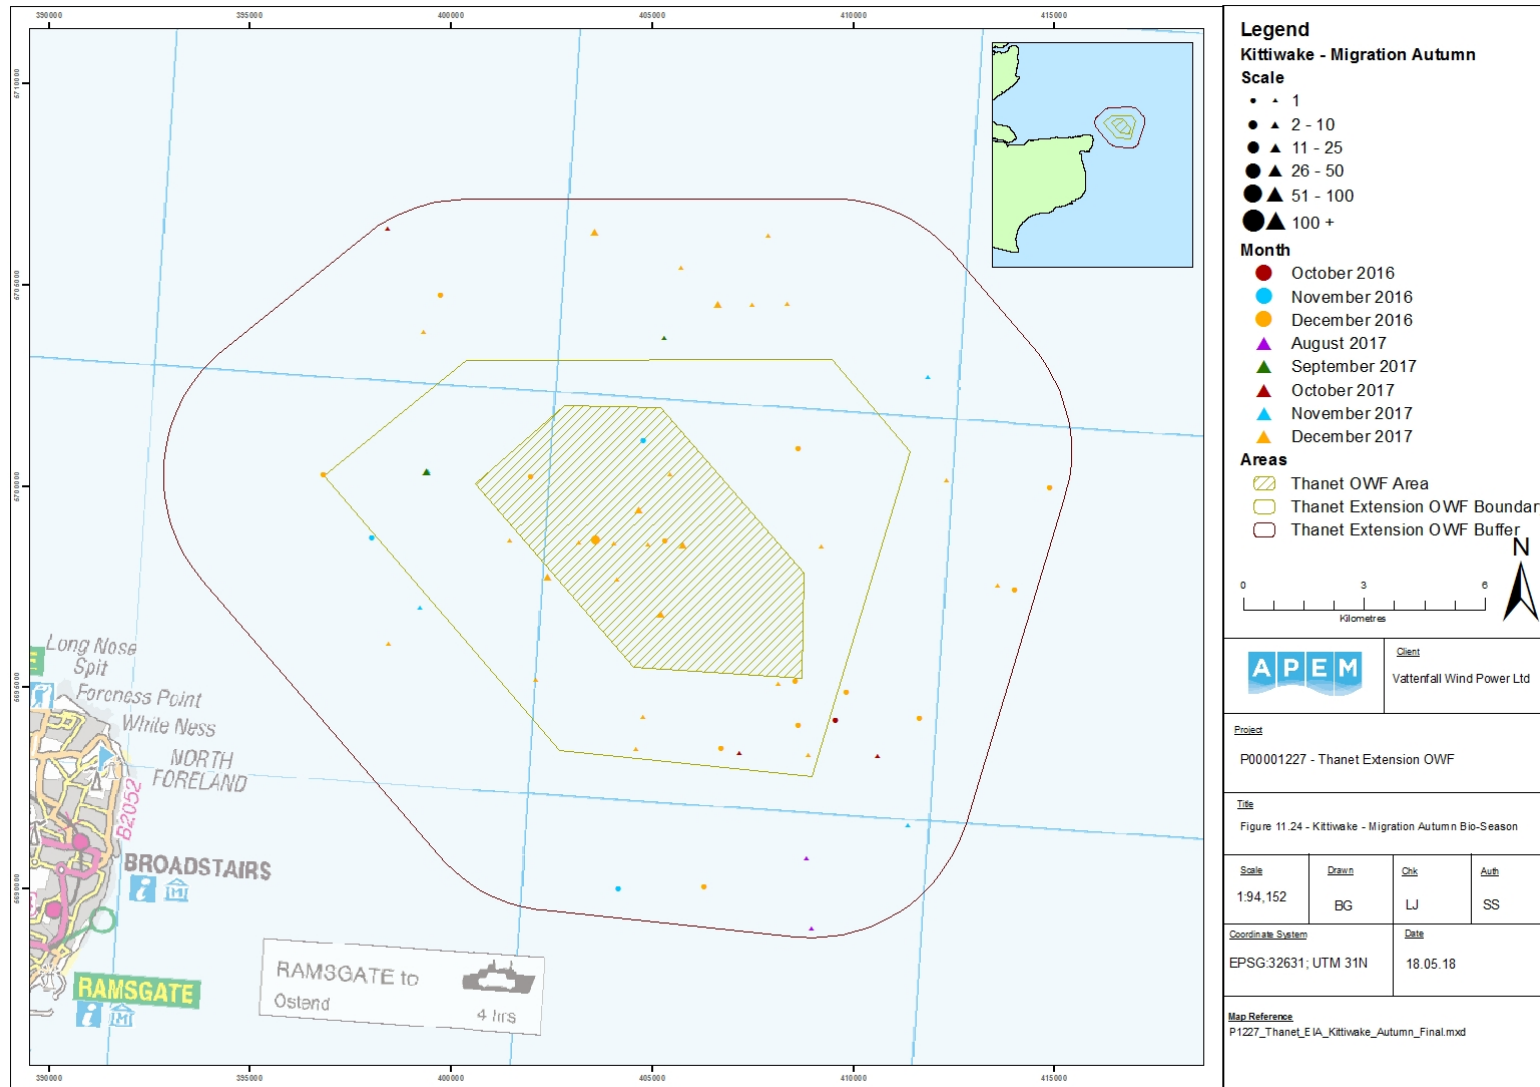 390000 395000 400000 405000 410000 415000
5710000
5705000
5700000
5695000
5690000
Long Nose
Spit
Foreness Point
White Ness
NORTH
FORELAND
B2052
BROADSTAIRS
i M
RAMSGATE
i M
RAMSGATE to
Ostend
4 hrs
390000 395000 400000 405000 410000 415000
Legend
Kittiwake - Migration Autumn
Scale
1
2 - 10
11 - 25
26 - 50
51 - 100
100 +
Month
October 2016
November 2016
December 2016
August 2017
September 2017
October 2017
November 2017
December 2017
Areas
Thanet OWF Area
Thanet Extension OWF Boundar
Thanet Extension OWF Buffer
N
0 3 6
Kilometres
APEM
Client
Vattenfall Wind Power Ltd
Project
P00001227 - Thanet Extension OWF
Title
Figure 11.24 - Kittiwake - Migration Autumn Bio-Season
Scale Drawn Chk Auth
1:94,152 BG LJ SS
Coordinate System Date
EPSG:32631; UTM 31N 18.05.18
Map Reference
P1227_Thanet_EIA_Kittiwake_Autumn_Final.mxd